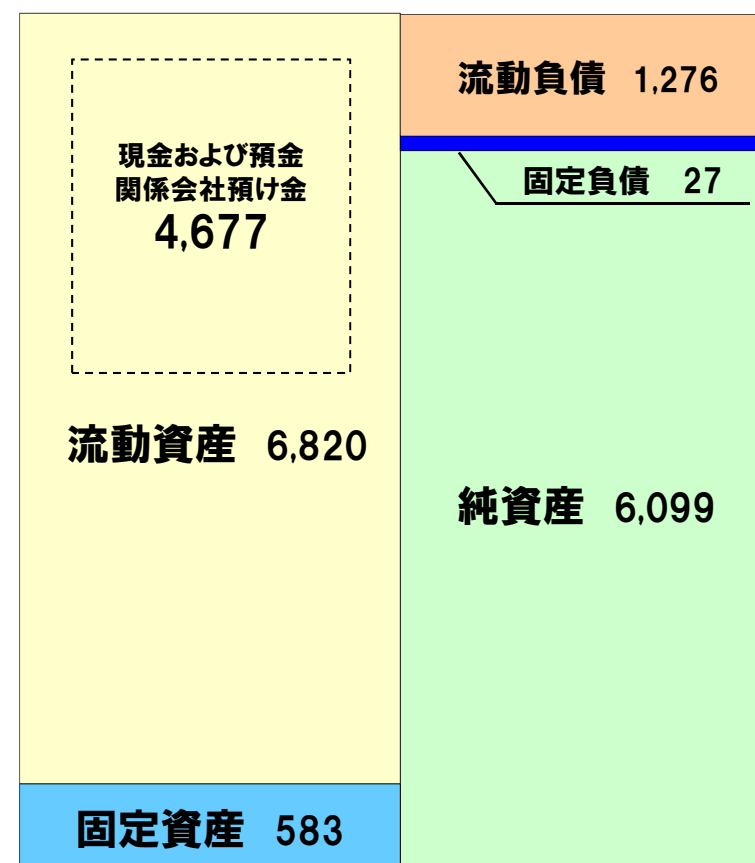 現金および預金
関係会社預け金
4,677
流動資産 6,820
固定資産 583
流動負債 1,276
固定負債 27
純資産 6,099